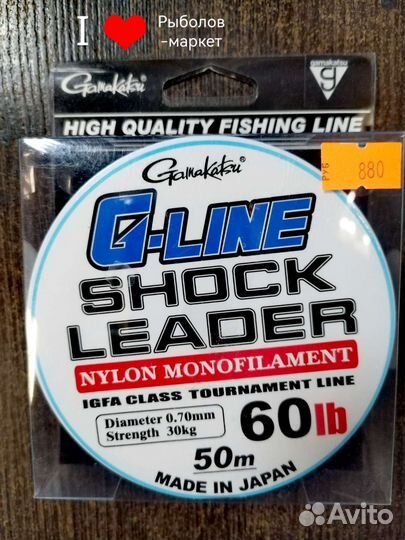 I Рыболов
-маркет
Gamakatsu
gamakatsu
g
HIGH QUALITY FISHING LINE
РУБ 880
Gamakatsu
G-LINE
SHOCK
LEADER
NYLON MONOFILAMENT
IGFA CLASS TOURNAMENT LINE
Diameter 0.70mm
Strength 30kg
60lb
50m
MADE IN JAPAN
Avito